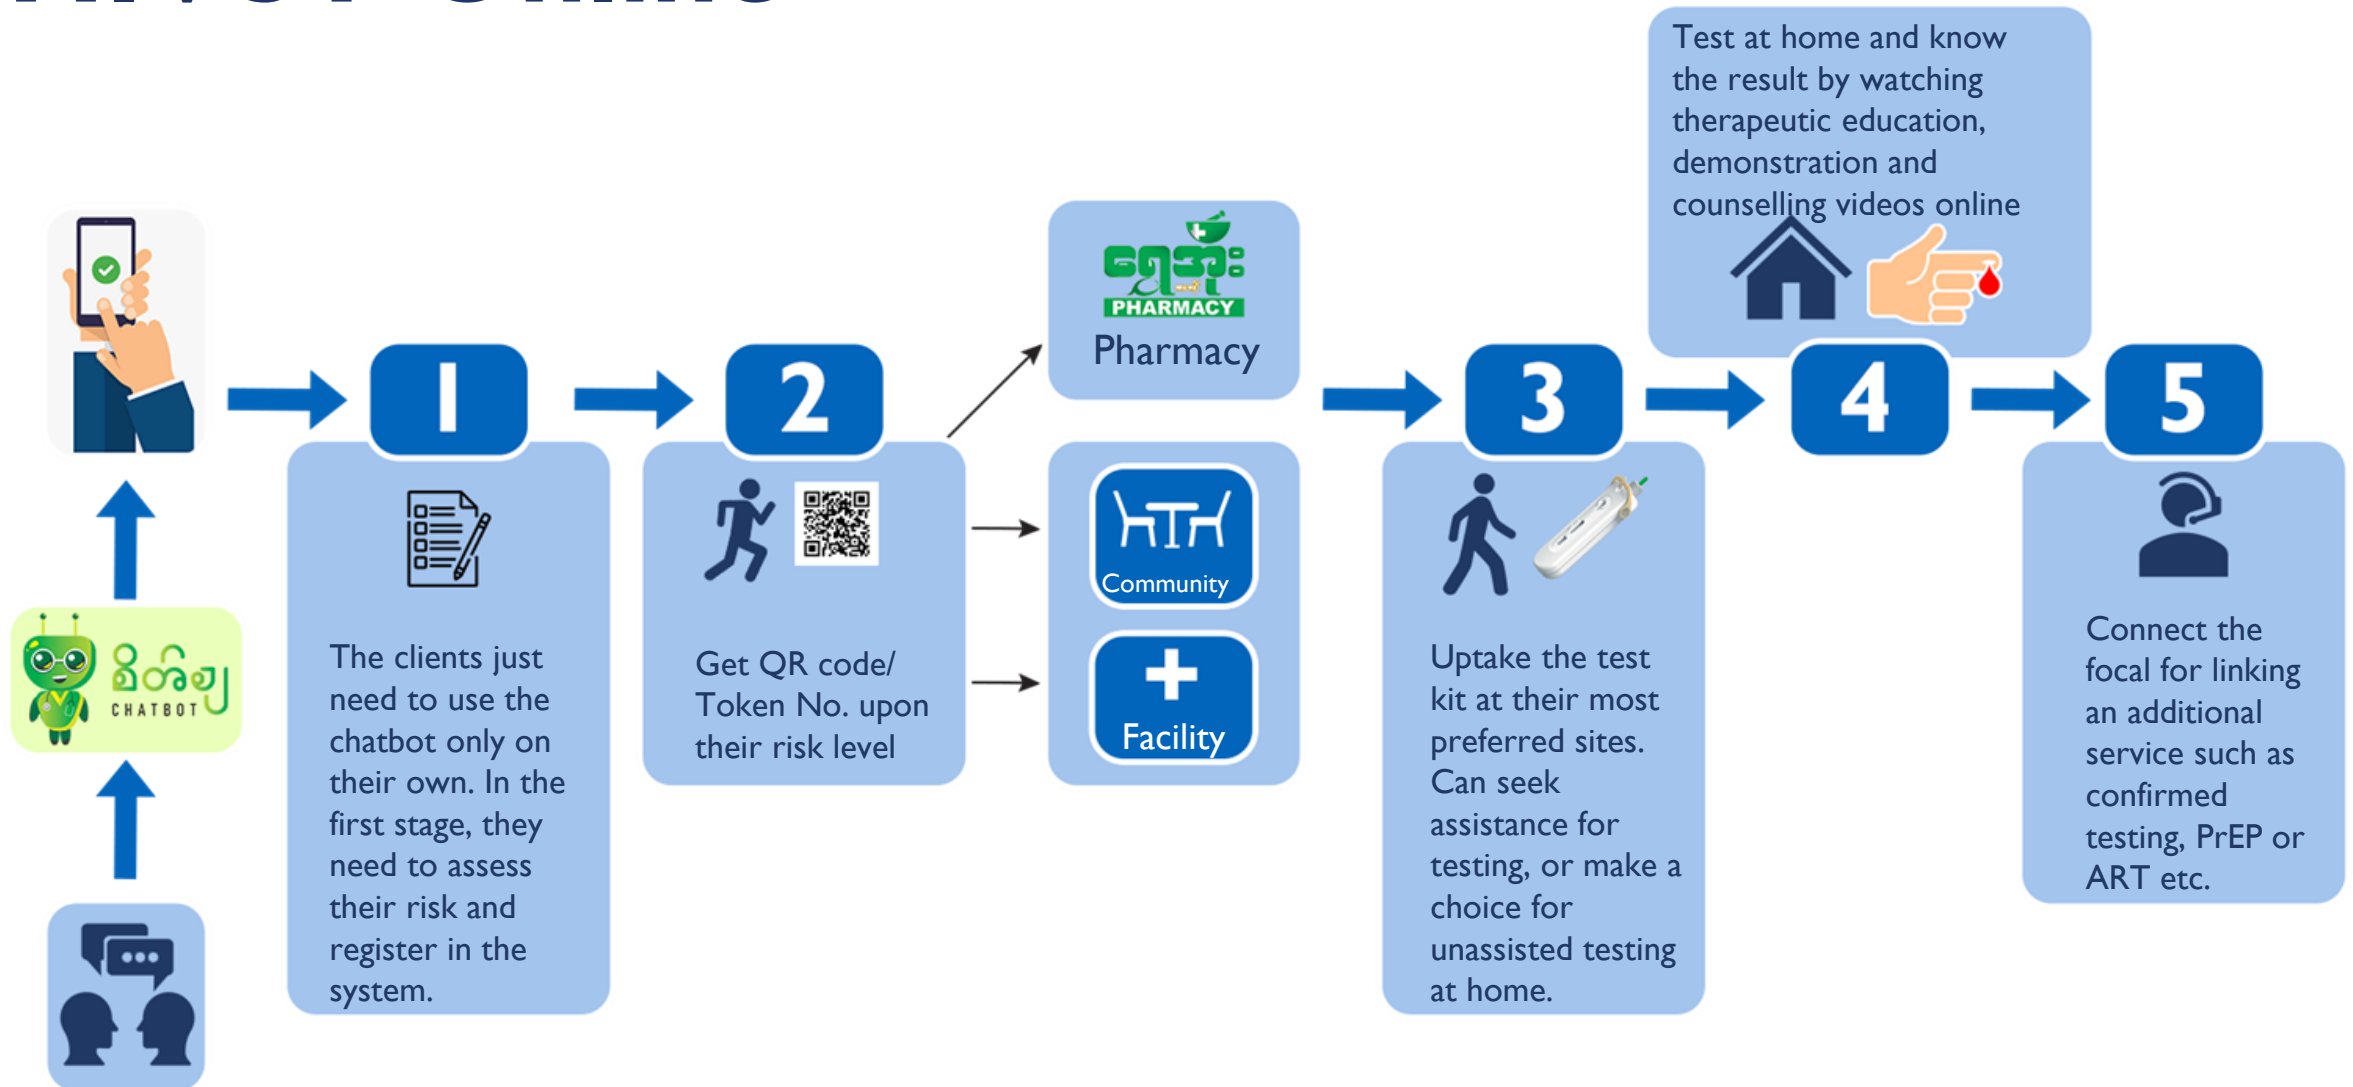 Online
CHATBOT
The clients just
need to use the
chatbot only on
their own. In the
first stage, they
need to assess
their risk and
register in the
system.
1
2
Get QR code/
Token No. upon
their risk level
ရွှေအိုး
PHARMACY
Pharmacy
Community
Facility
3
Uptake the test
kit at their most
preferred sites.
Can seek
assistance for
testing, or make a
choice for
unassisted testing
at home.
Test at home and know
the result by watching
therapeutic education,
demonstration and
counselling videos online
4
5
Connect the
focal for linking
an additional
service such as
confirmed
testing, PrEP or
ART etc.